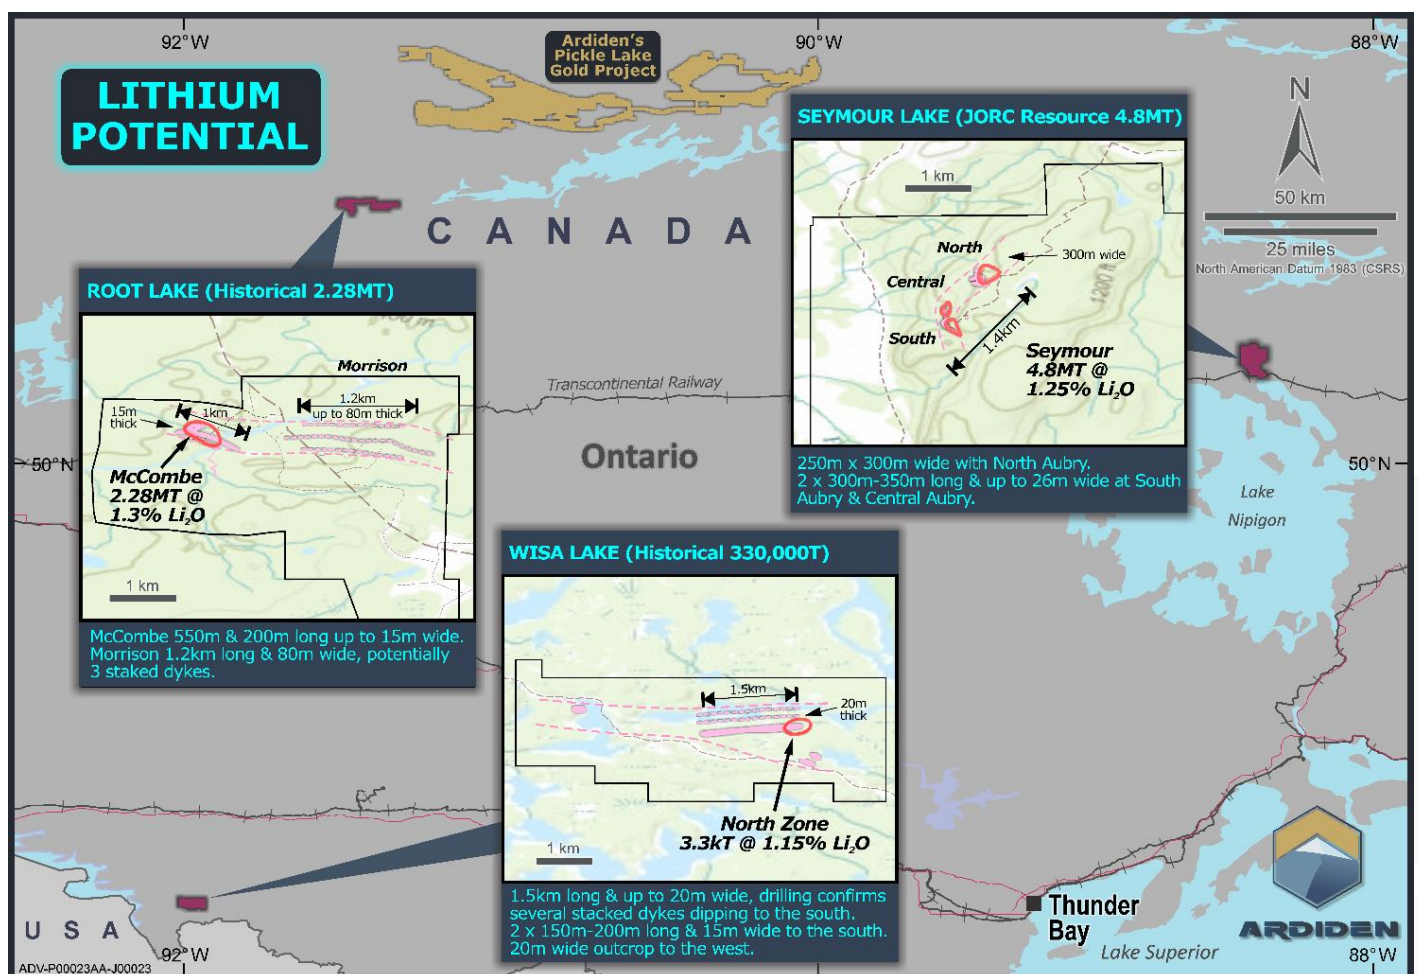 92°W
90°W
88°W
LITHIUM
POTENTIAL
Ardiden's
Pickle Lake
Gold Project
N
50 km
25 miles
North American Datum 1983 (CSRS)
CANADA
SEYMOUR LAKE (JORC Resource 4.8MT)
1 km
North
300m wide
Central
1200 ft
South
1.4km
Seymour
4.8MT @
1.25% Li₂O
250m x 300m wide with North Aubry.
2 x 300m-350m long & up to 26m wide at South
Aubry & Central Aubry.
ROOT LAKE (Historical 2.28MT)
Morrison
15m
thick
1km
1.2km
up to 80m thick
McCombe
2.28MT @
1.3% Li₂O
1 km
McCombe 550m & 200m long up to 15m wide.
Morrison 1.2km long & 80m wide, potentially
3 staked dykes.
Transcontinental Railway
50°N
Ontario
50°N
Lake
Nipigon
WISA LAKE (Historical 330,000T)
1.5km
20m
thick
North Zone
3.3kT @ 1.15% Li₂O
1 km
1.5km long & up to 20m wide, drilling confirms
several stacked dykes dipping to the south.
2 x 150m-200m long & 15m wide to the south.
20m wide outcrop to the west.
Thunder
Bay
Lake Superior
ARDIDEN
USA
92°W
88°W
ADV-P00023AA-J00023